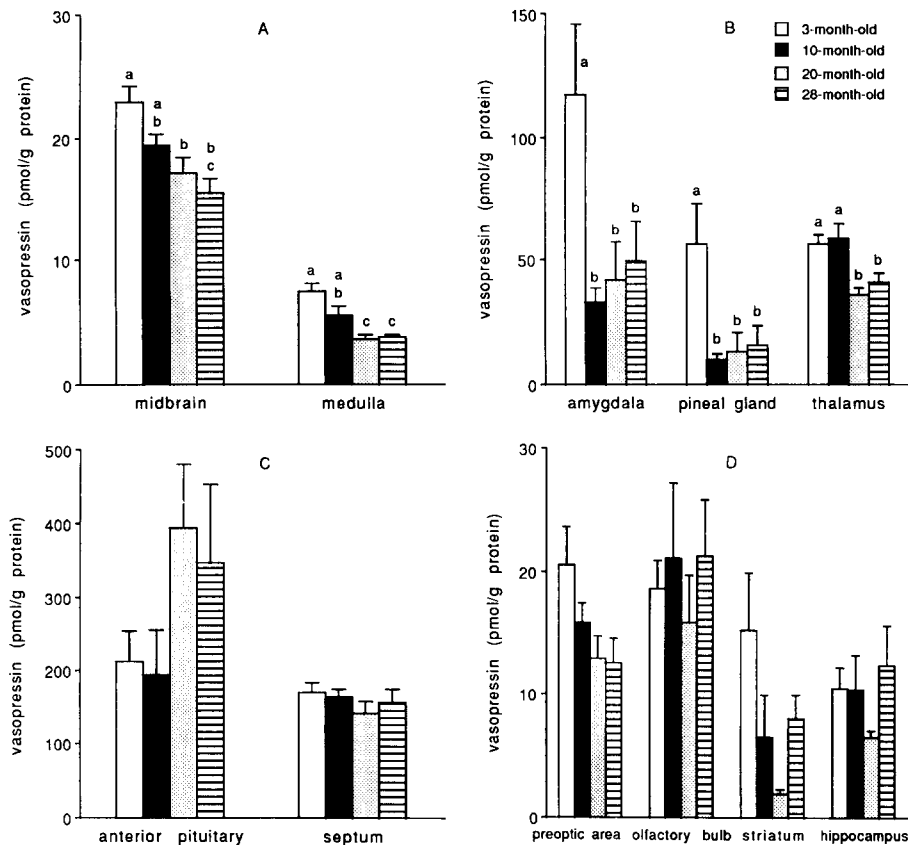 A
vasopressin (pmol/g protein)
30
20
10
0
a
a
b
b
b
c
a
a
b
c
c
midbrain
medulla
B
3-month-old
10-month-old
20-month-old
28-month-old
vasopressin (pmol/g protein)
150
100
50
0
a
b
b
b
a
b
b
b
a
a
b
b
amygdala
pineal gland
thalamus
C
vasopressin (pmol/g protein)
500
400
300
200
100
0
anterior pituitary
septum
D
vasopressin (pmol/g protein)
30
20
10
0
preoptic area
olfactory bulb
striatum
hippocampus